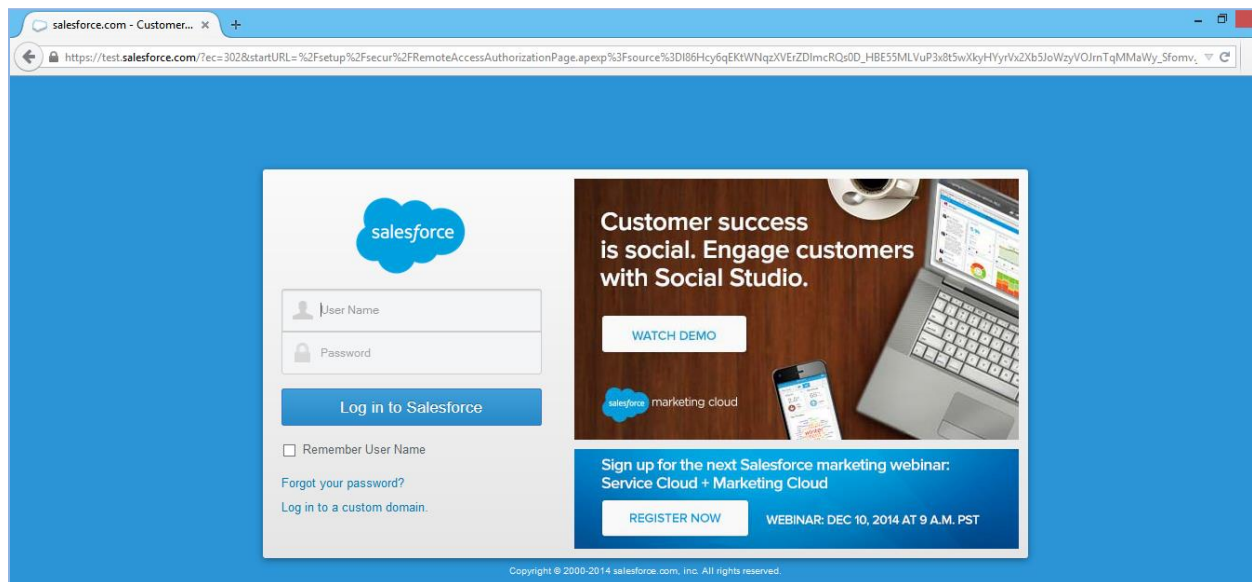 salesforce.com - Customer...
https://test.salesforce.com/?ec=302&startURL=%2Fsetup%2Fsecur%2FRemoteAccessAuthorizationPage.apexp%3Fsource%3DI86Hcy6qEKtWNqzXVErZDImcRQs0D_HBE55MLVuP3x8t5wXkyHYyrVx2Xb5JoWzyVOJrnTqMMaWy_Sfomv_
salesforce
User Name
Password
Log in to Salesforce
Remember User Name
Forgot your password?
Log in to a custom domain.
Customer success
is social. Engage customers
with Social Studio.
WATCH DEMO
salesforce marketing cloud
Sign up for the next Salesforce marketing webinar:
Service Cloud + Marketing Cloud
REGISTER NOW
WEBINAR: DEC 10, 2014 AT 9 A.M. PST
Copyright © 2000-2014 salesforce.com, inc. All rights reserved.